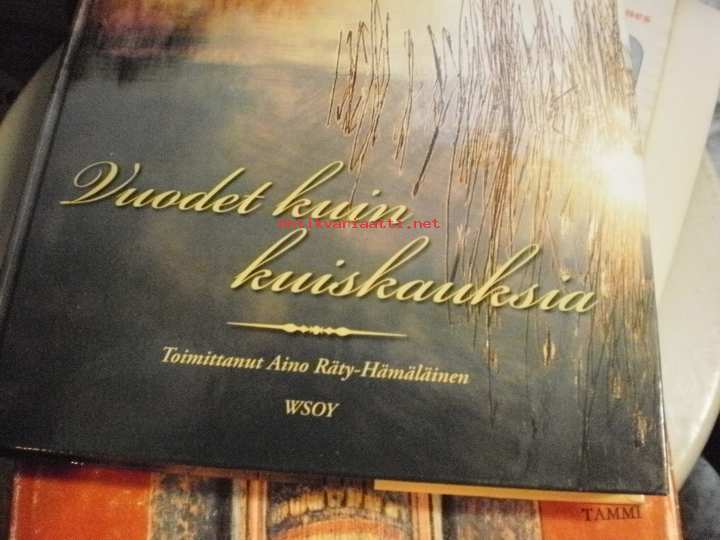 Vuodet kuin
antikvariaatti.net
kuiskauksia
Toimittanut Aino Räty-Hämäläinen
WSOY
TAMMI